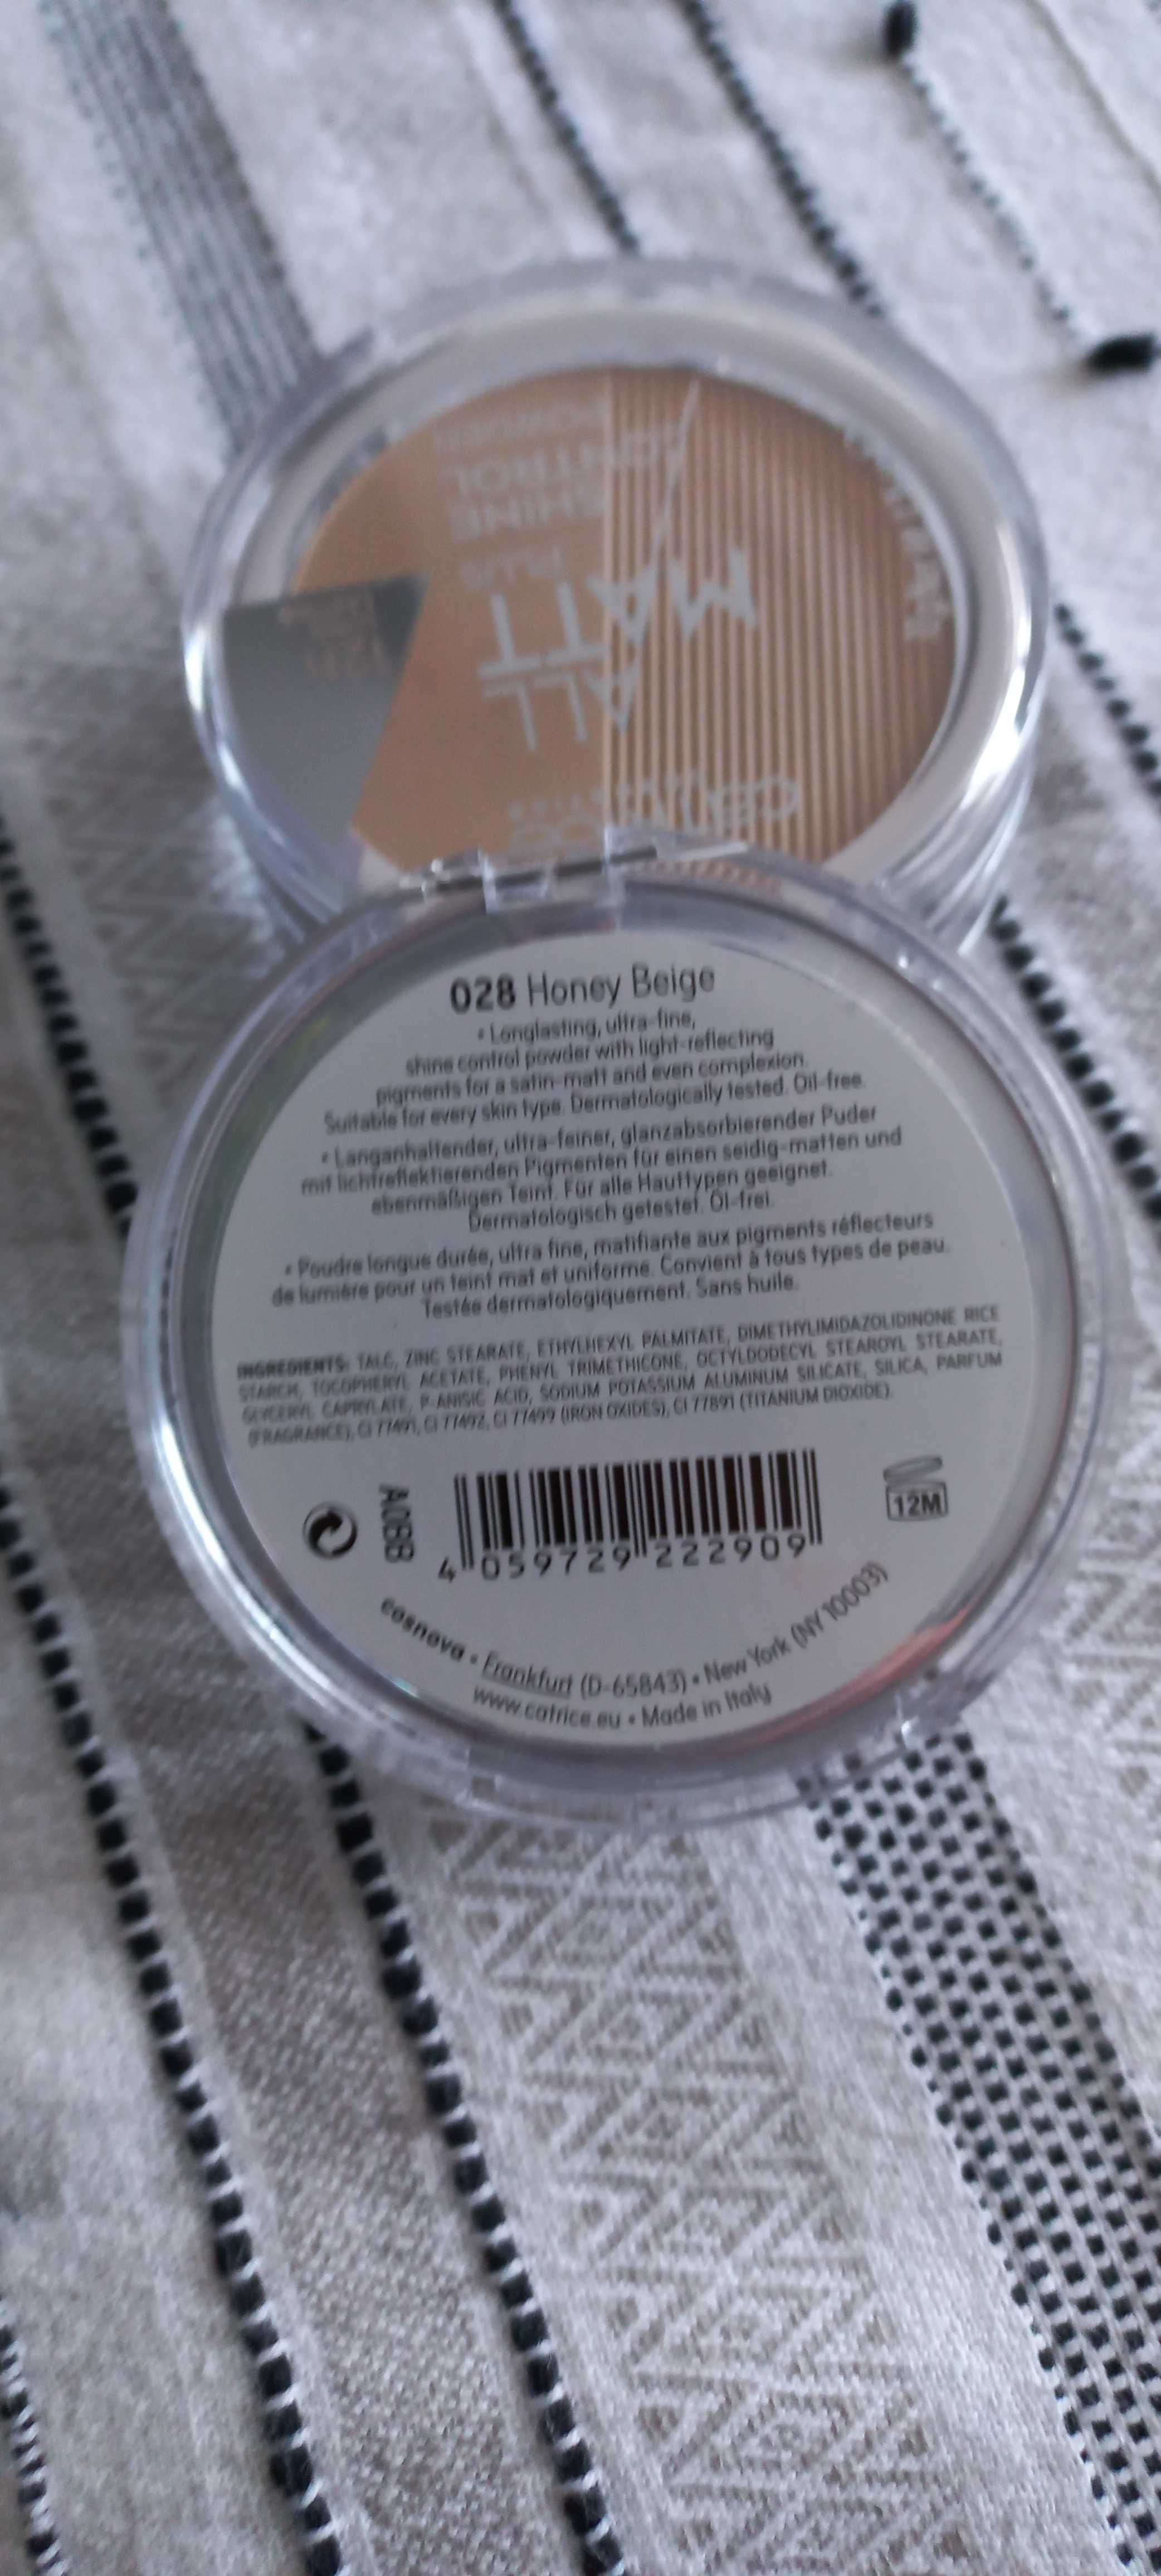 CONTROL
SHINE
PLUS
MATT
ALL
028 Honey Beige
• Longlasting, ultra-fine,
shine control powder with light-reflecting
pigments for a satin-matt and even complexion.
Suitable for every skin type. Dermatologically tested. Oil-free.
• Langanhaltender, ultra-feiner, glanzabsorbierender Puder
mit lichtreflektierenden Pigmenten für einen seidig-matten und
ebenmäßigen Teint. Für alle Hauttypen geeignet.
Dermatologisch getestet. Öl-frei.
• Poudre longue durée, ultra fine, matifiante aux pigments réflecteurs
de lumière pour un teint mat et uniforme. Convient à tous types de peau.
Testée dermatologiquement. Sans huile.
INGREDIENTS: TALC, ZINC STEARATE, ETHYLHEXYL PALMITATE, DIMETHYLIMIDAZOLIDINONE RICE
STARCH, TOCOPHERYL ACETATE, PHENYL TRIMETHICONE, OCTYLDODECYL STEAROYL STEARATE,
GLYCERYL CAPRYLATE, P-ANISIC ACID, SODIUM POTASSIUM ALUMINUM SILICATE, SILICA, PARFUM
(FRAGRANCE), CI 77491, CI 77492, CI 77499 (IRON OXIDES), CI 77891 (TITANIUM DIOXIDE).
A0BB
12M
4 059729 222909
cosnova • Frankfurt (D-65843) • New York (NY 10003)
www.catrice.eu • Made in Italy